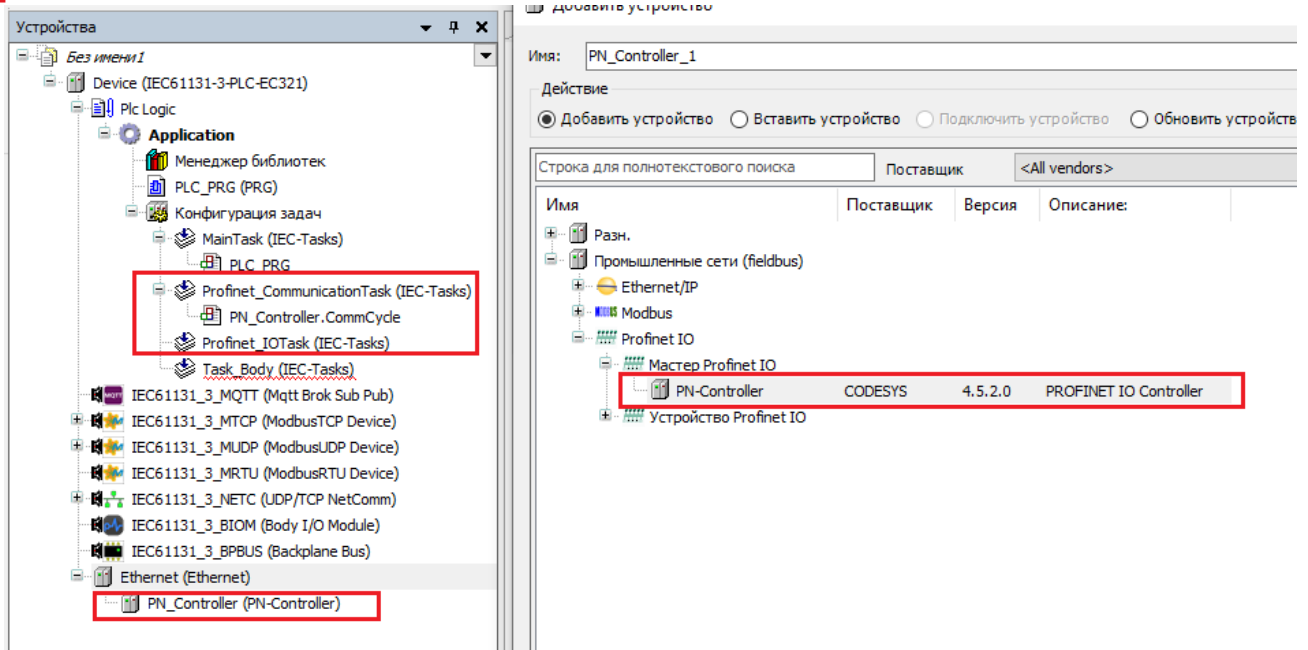 Устройства
Без имени1
Device (IEC61131-3-PLC-EC321)
Plc Logic
Application
Менеджер библиотек
PLC_PRG (PRG)
Конфигурация задач
MainTask (IEC-Tasks)
PLC_PRG
Profinet_CommunicationTask (IEC-Tasks)
PN_Controller.CommCycle
Profinet_IOTask (IEC-Tasks)
Task_Body (IEC-Tasks)
IEC61131_3_MQTT (Mqtt Brok Sub Pub)
IEC61131_3_MTCP (ModbusTCP Device)
IEC61131_3_MUDP (ModbusUDP Device)
IEC61131_3_MRTU (ModbusRTU Device)
IEC61131_3_NETC (UDP/TCP NetComm)
IEC61131_3_BIOM (Body I/O Module)
IEC61131_3_BPBUS (Backplane Bus)
Ethernet (Ethernet)
PN_Controller (PN-Controller)
Добавить устройство
Имя: PN_Controller_1
Действие
Добавить устройство Вставить устройство Подключить устройство Обновить устройств
Строка для полнотекстового поиска Поставщик <All vendors>
Имя Поставщик Версия Описание:
Разн.
Промышленные сети (fieldbus)
Ethernet/IP
Modbus
Profinet IO
Мастер Profinet IO
PN-Controller CODESYS 4.5.2.0 PROFINET IO Controller
Устройство Profinet IO